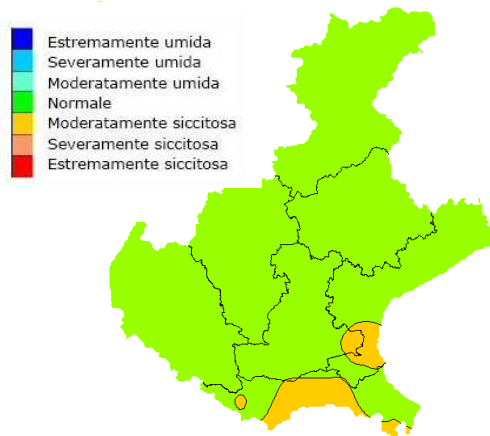 Estremamente umida
Severamente umida
Moderatamente umida
Normale
Moderatamente siccitosa
Severamente siccitosa
Estremamente siccitosa